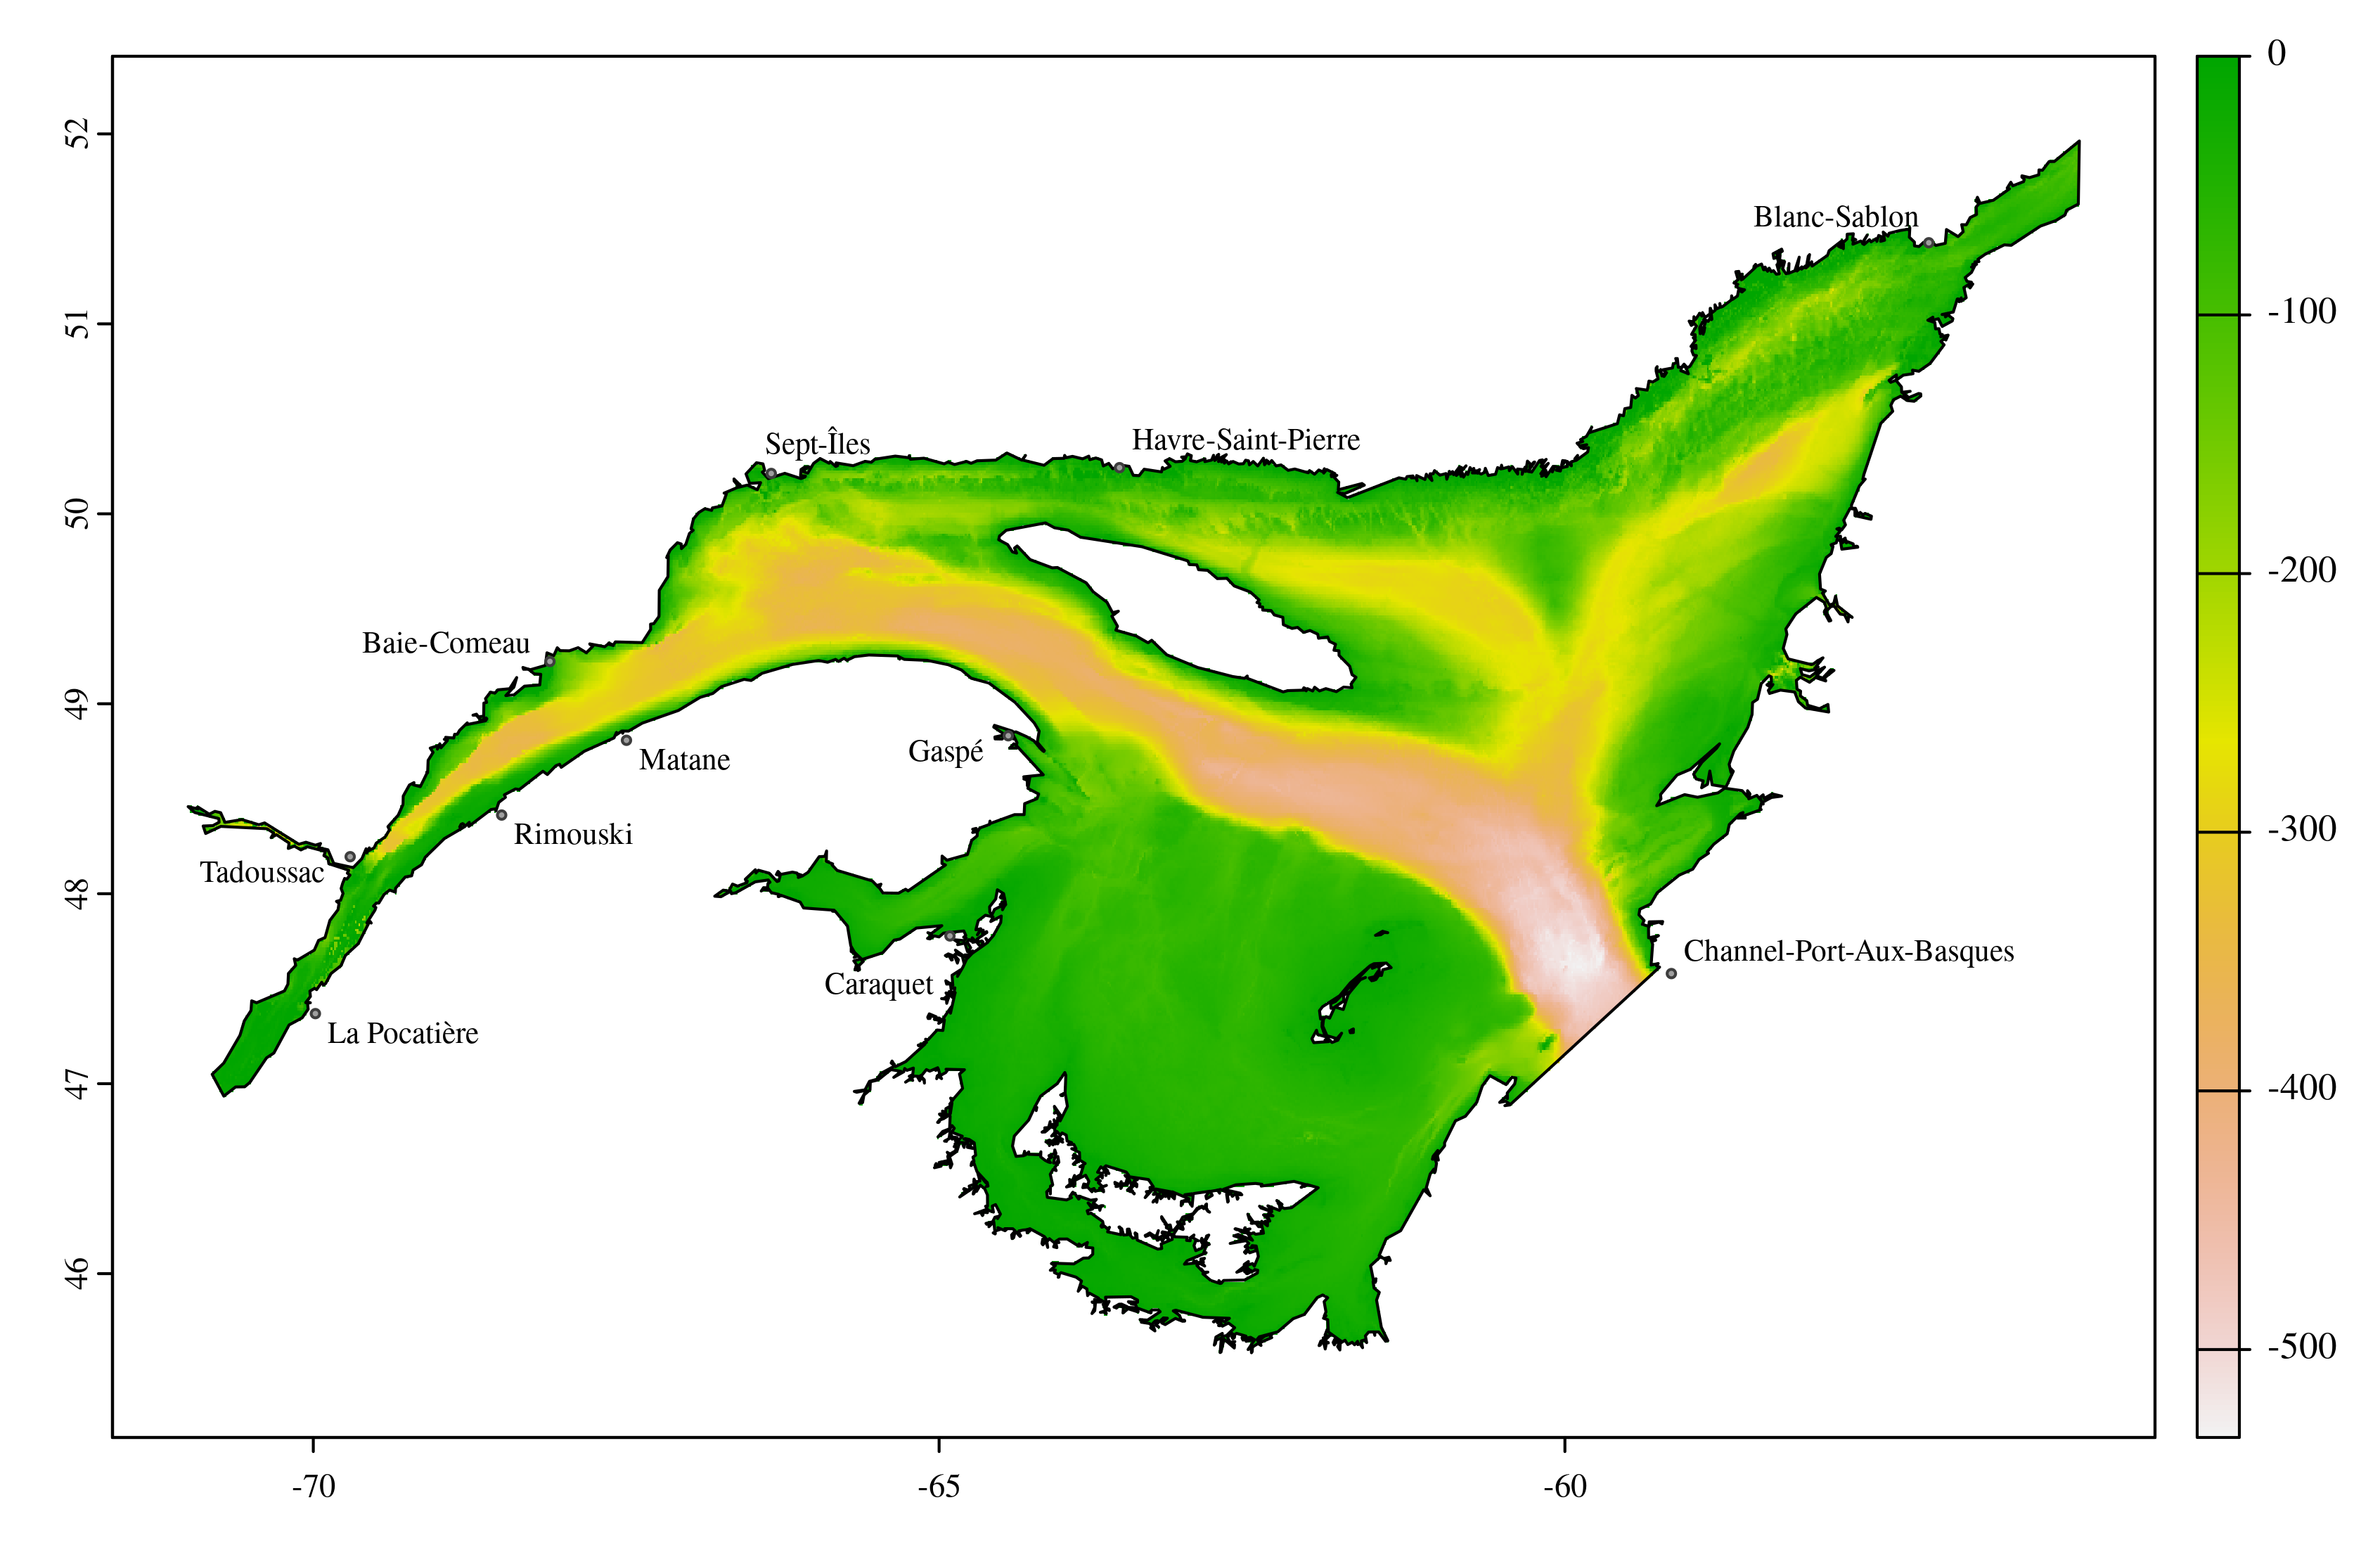 0
52
Blanc-Sablon
51
-100
Sept-Îles
Havre-Saint-Pierre
50
-200
Baie-Comeau
49
Matane
Gaspé
Rimouski
-300
Tadoussac
48
Channel-Port-Aux-Basques
Caraquet
La Pocatière
47
-400
46
-500
-70
-65
-60